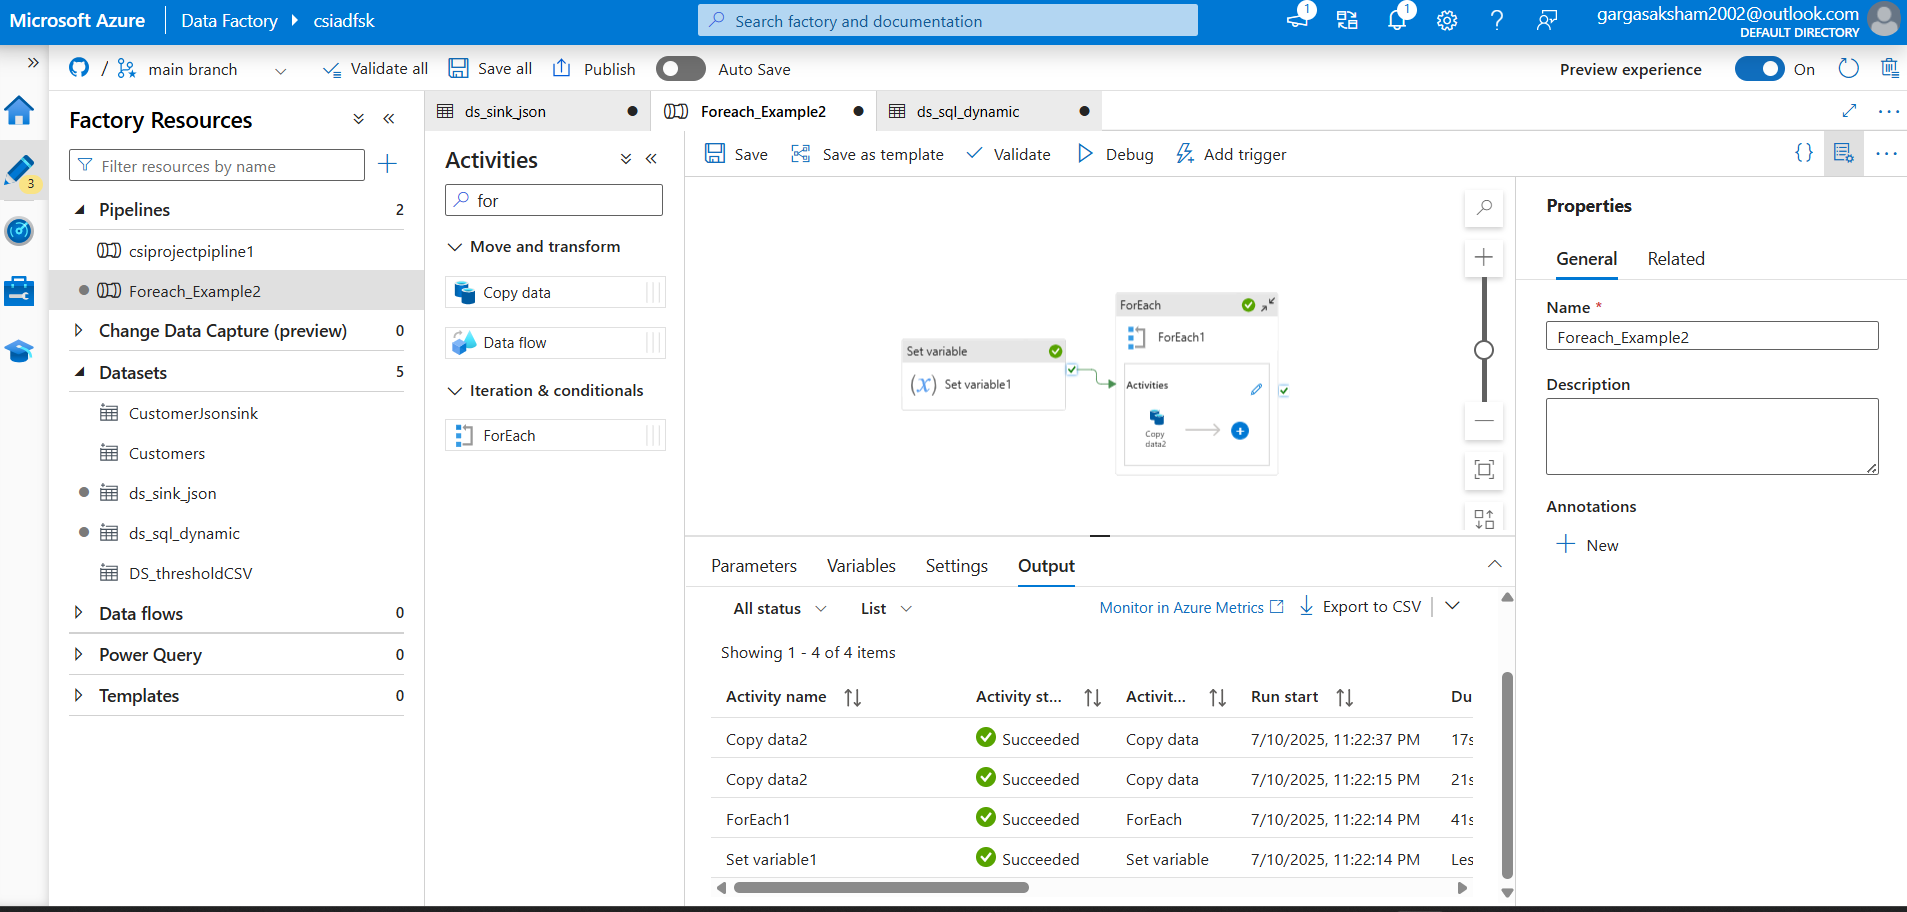 Microsoft Azure Data Factory csiadfsk Search factory and documentation 1 1 gargasaksham2002@outlook.com
DEFAULT DIRECTORY
/ main branch Validate all Save all Publish Auto Save Preview experience On
3
Factory Resources
Filter resources by name
Pipelines 2
csiprojectpipline1
Foreach_Example2
Change Data Capture (preview) 0
Datasets 5
CustomerJsonsink
Customers
ds_sink_json
ds_sql_dynamic
DS_thresholdCSV
Data flows 0
Power Query 0
Templates 0
ds_sink_json Foreach_Example2 ds_sql_dynamic
Activities
for
Move and transform
Copy data
Data flow
Iteration & conditionals
ForEach
Save Save as template Validate Debug Add trigger {}
Set variable
(x) Set variable1
ForEach
ForEach1
Activities
Copy
data2
Parameters Variables Settings Output
All status List Monitor in Azure Metrics Export to CSV
Showing 1 - 4 of 4 items
Activity name Activity st... Activit... Run start Du
Copy data2 Succeeded Copy data 7/10/2025, 11:22:37 PM 17s
Copy data2 Succeeded Copy data 7/10/2025, 11:22:15 PM 21s
ForEach1 Succeeded ForEach 7/10/2025, 11:22:14 PM 41s
Set variable1 Succeeded Set variable 7/10/2025, 11:22:14 PM Les
Properties
General Related
Name *
Foreach_Example2
Description
Annotations
New